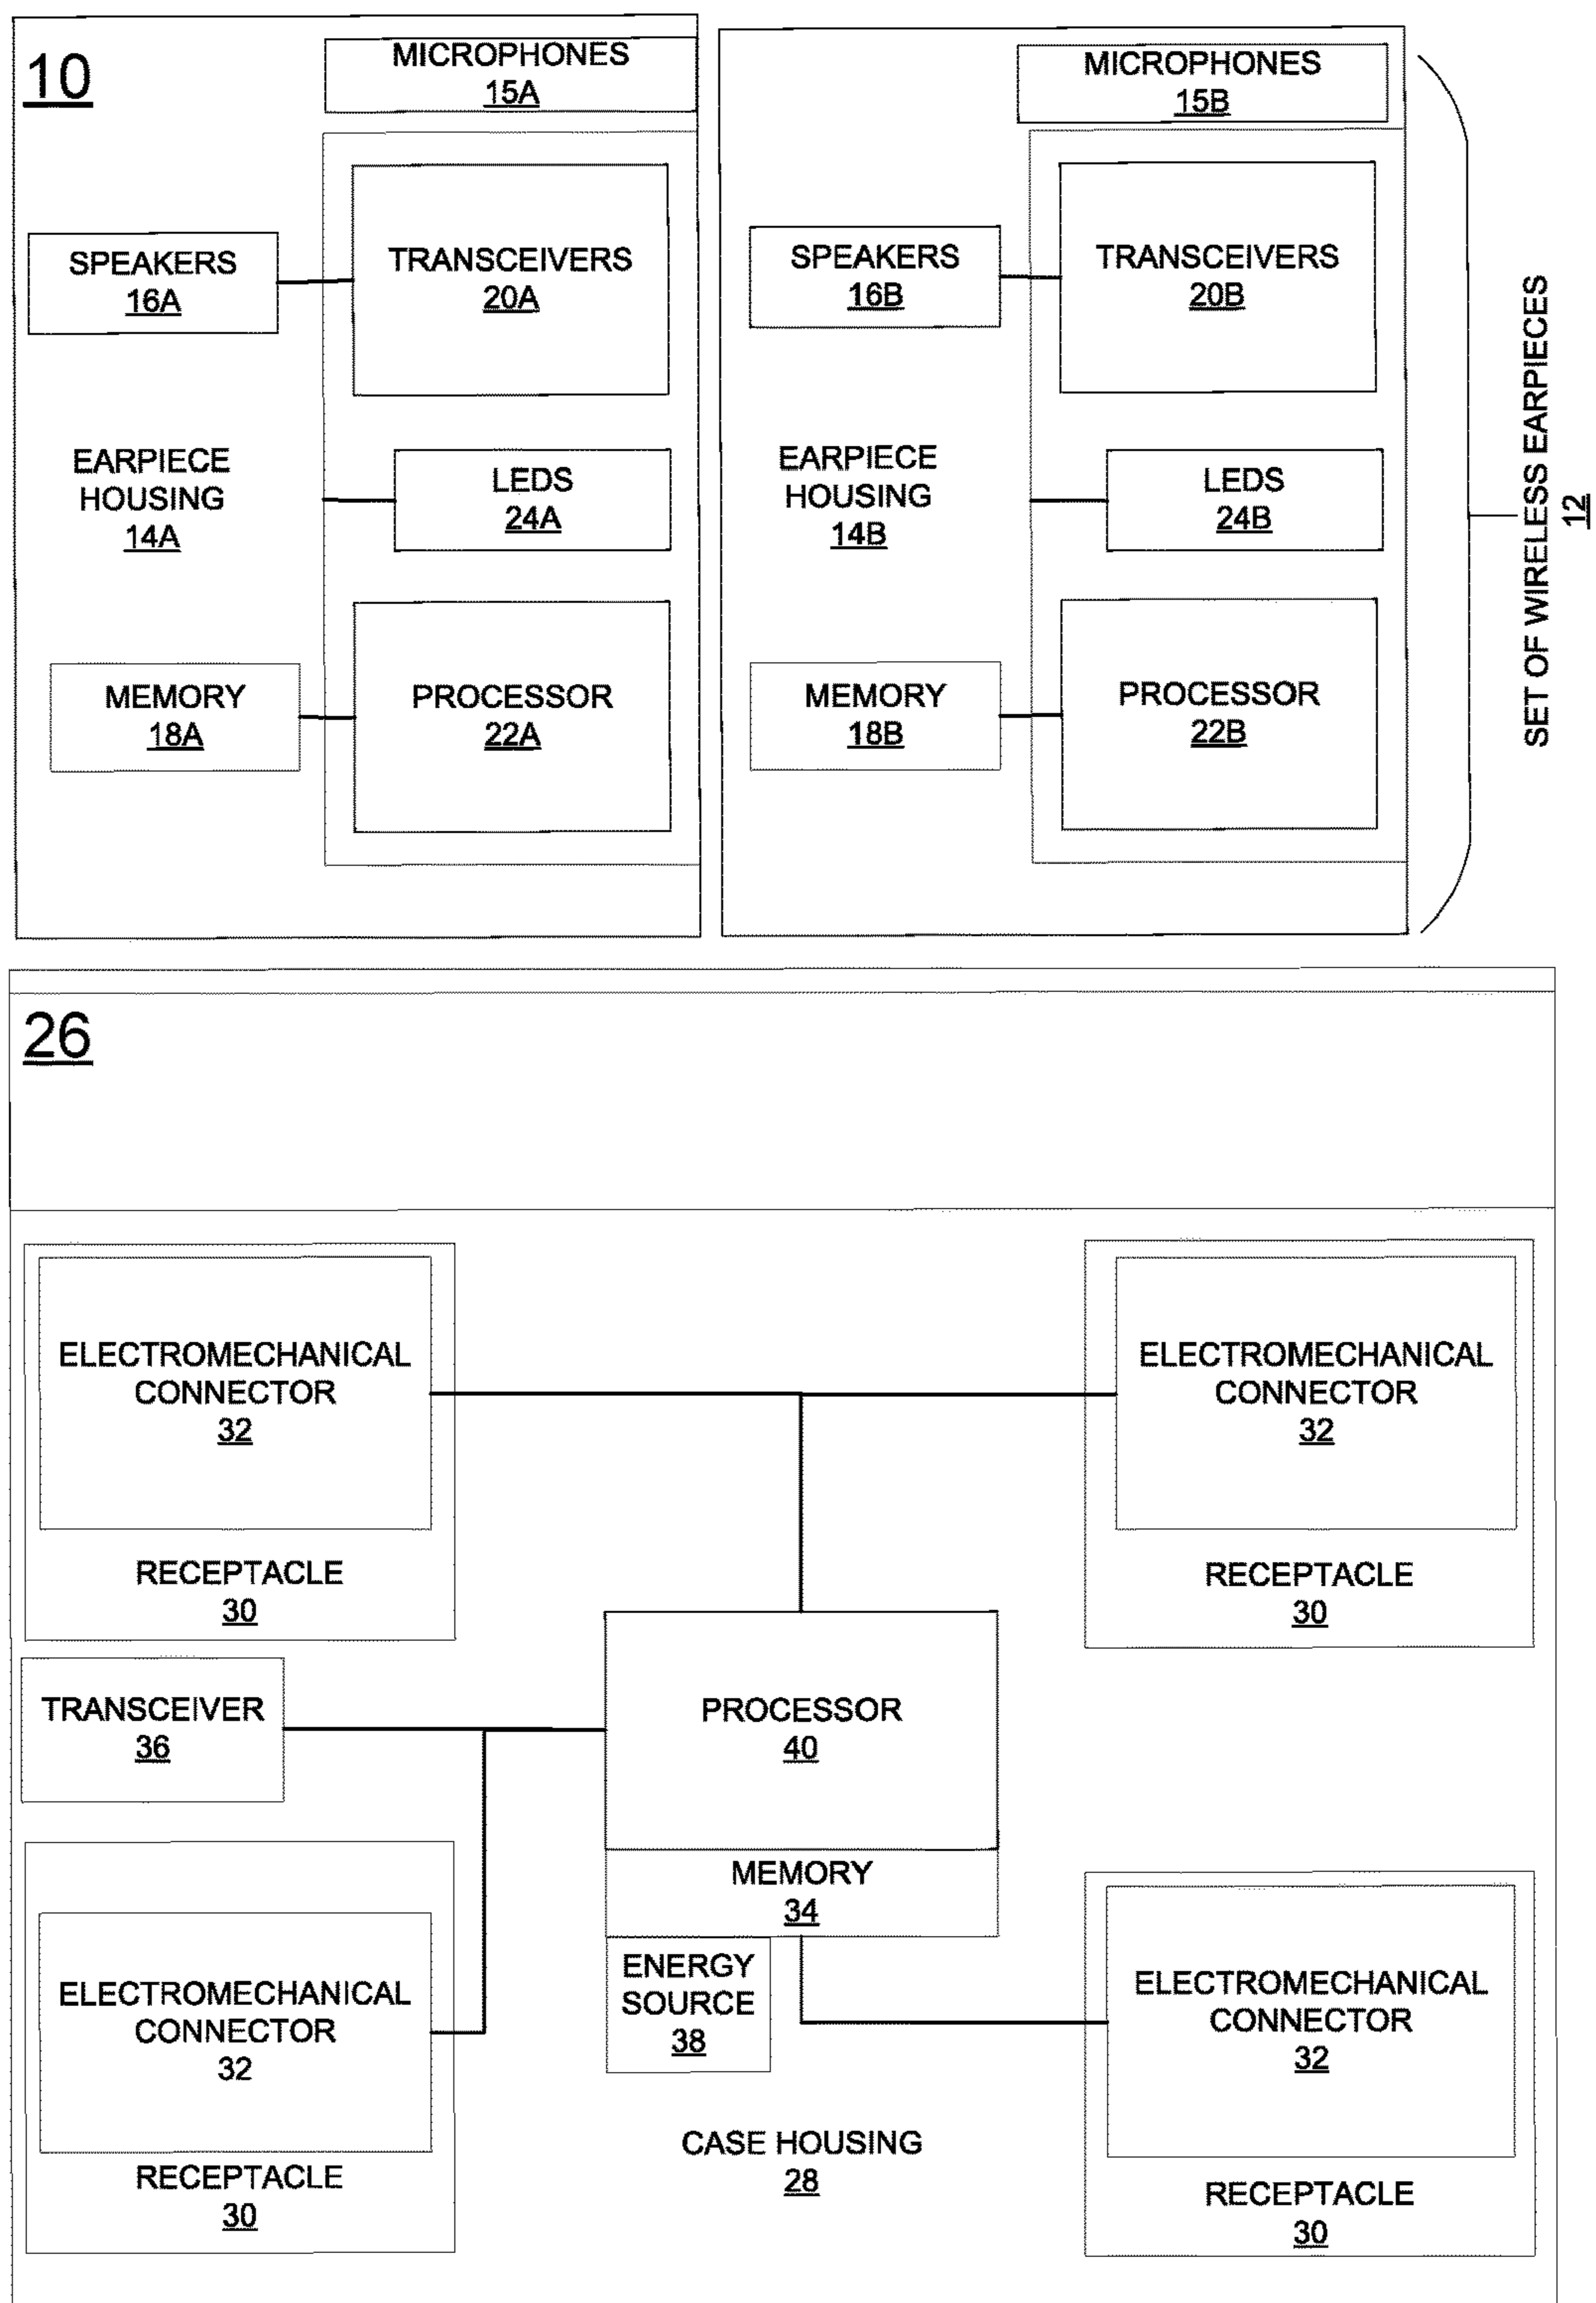 10
MICROPHONES
15A
SPEAKERS
16A
TRANSCEIVERS
20A
EARPIECE
HOUSING
14A
LEDS
24A
MEMORY
18A
PROCESSOR
22A
MICROPHONES
15B
SPEAKERS
16B
TRANSCEIVERS
20B
EARPIECE
HOUSING
14B
LEDS
24B
MEMORY
18B
PROCESSOR
22B
SET OF WIRELESS EARPIECES
12
26
ELECTROMECHANICAL
CONNECTOR
32
RECEPTACLE
30
ELECTROMECHANICAL
CONNECTOR
32
RECEPTACLE
30
TRANSCEIVER
36
PROCESSOR
40
MEMORY
34
ENERGY
SOURCE
38
ELECTROMECHANICAL
CONNECTOR
32
RECEPTACLE
30
ELECTROMECHANICAL
CONNECTOR
32
RECEPTACLE
30
CASE HOUSING
28